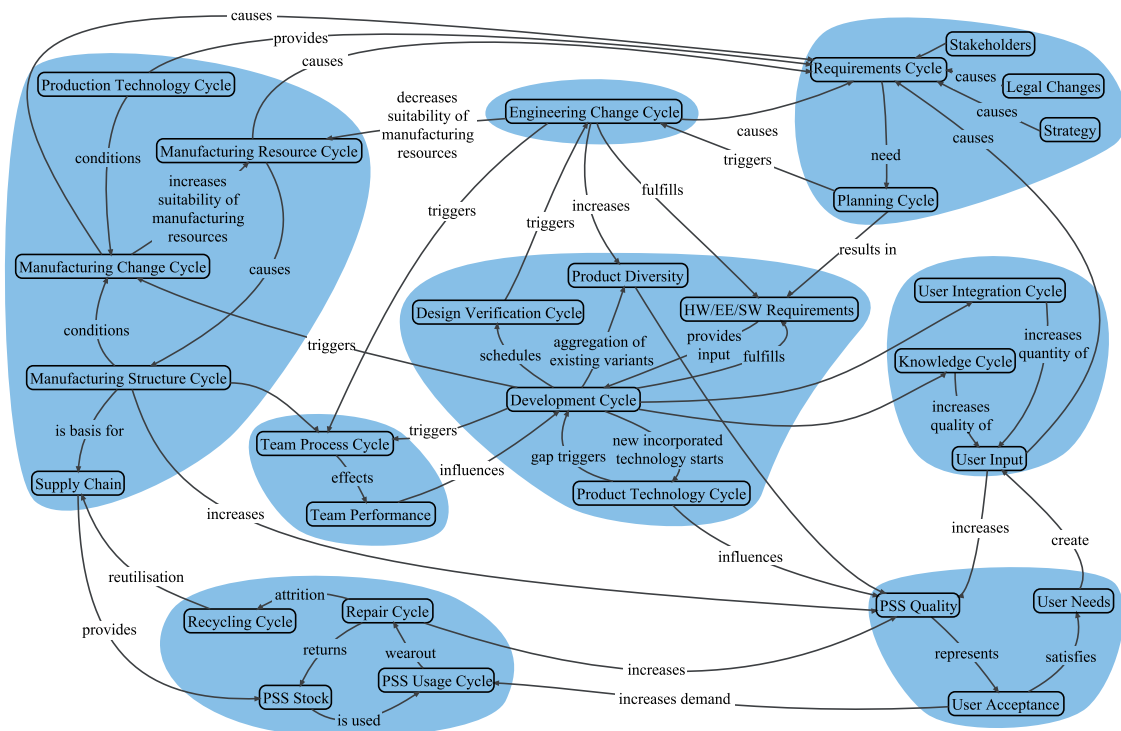 causes
provides
causes
Stakeholders
Requirements Cycle
causes
Legal Changes
Production Technology Cycle
decreases
suitability of
manufacturing
resources
Engineering Change Cycle
causes
Strategy
causes
causes
conditions
Manufacturing Resource Cycle
need
triggers
increases
suitability of
manufacturing
resources
fulfills
Planning Cycle
increases
triggers
triggers
results in
Manufacturing Change Cycle
causes
Product Diversity
User Integration Cycle
Design Verification Cycle
HW/EE/SW Requirements
conditions
triggers
schedules
aggregation of
existing variants
provides
input
fulfills
increases
quantity of
Knowledge Cycle
Manufacturing Structure Cycle
Development Cycle
increases
quality of
is basis for
Team Process Cycle
triggers
new incorporated
technology starts
gap triggers
influences
User Input
effects
Supply Chain
Product Technology Cycle
Team Performance
increases
increases
influences
create
reutilisation
attrition
Repair Cycle
PSS Quality
User Needs
Recycling Cycle
provides
returns
wearout
represents
satisfies
increases
PSS Usage Cycle
PSS Stock
increases demand
User Acceptance
is used